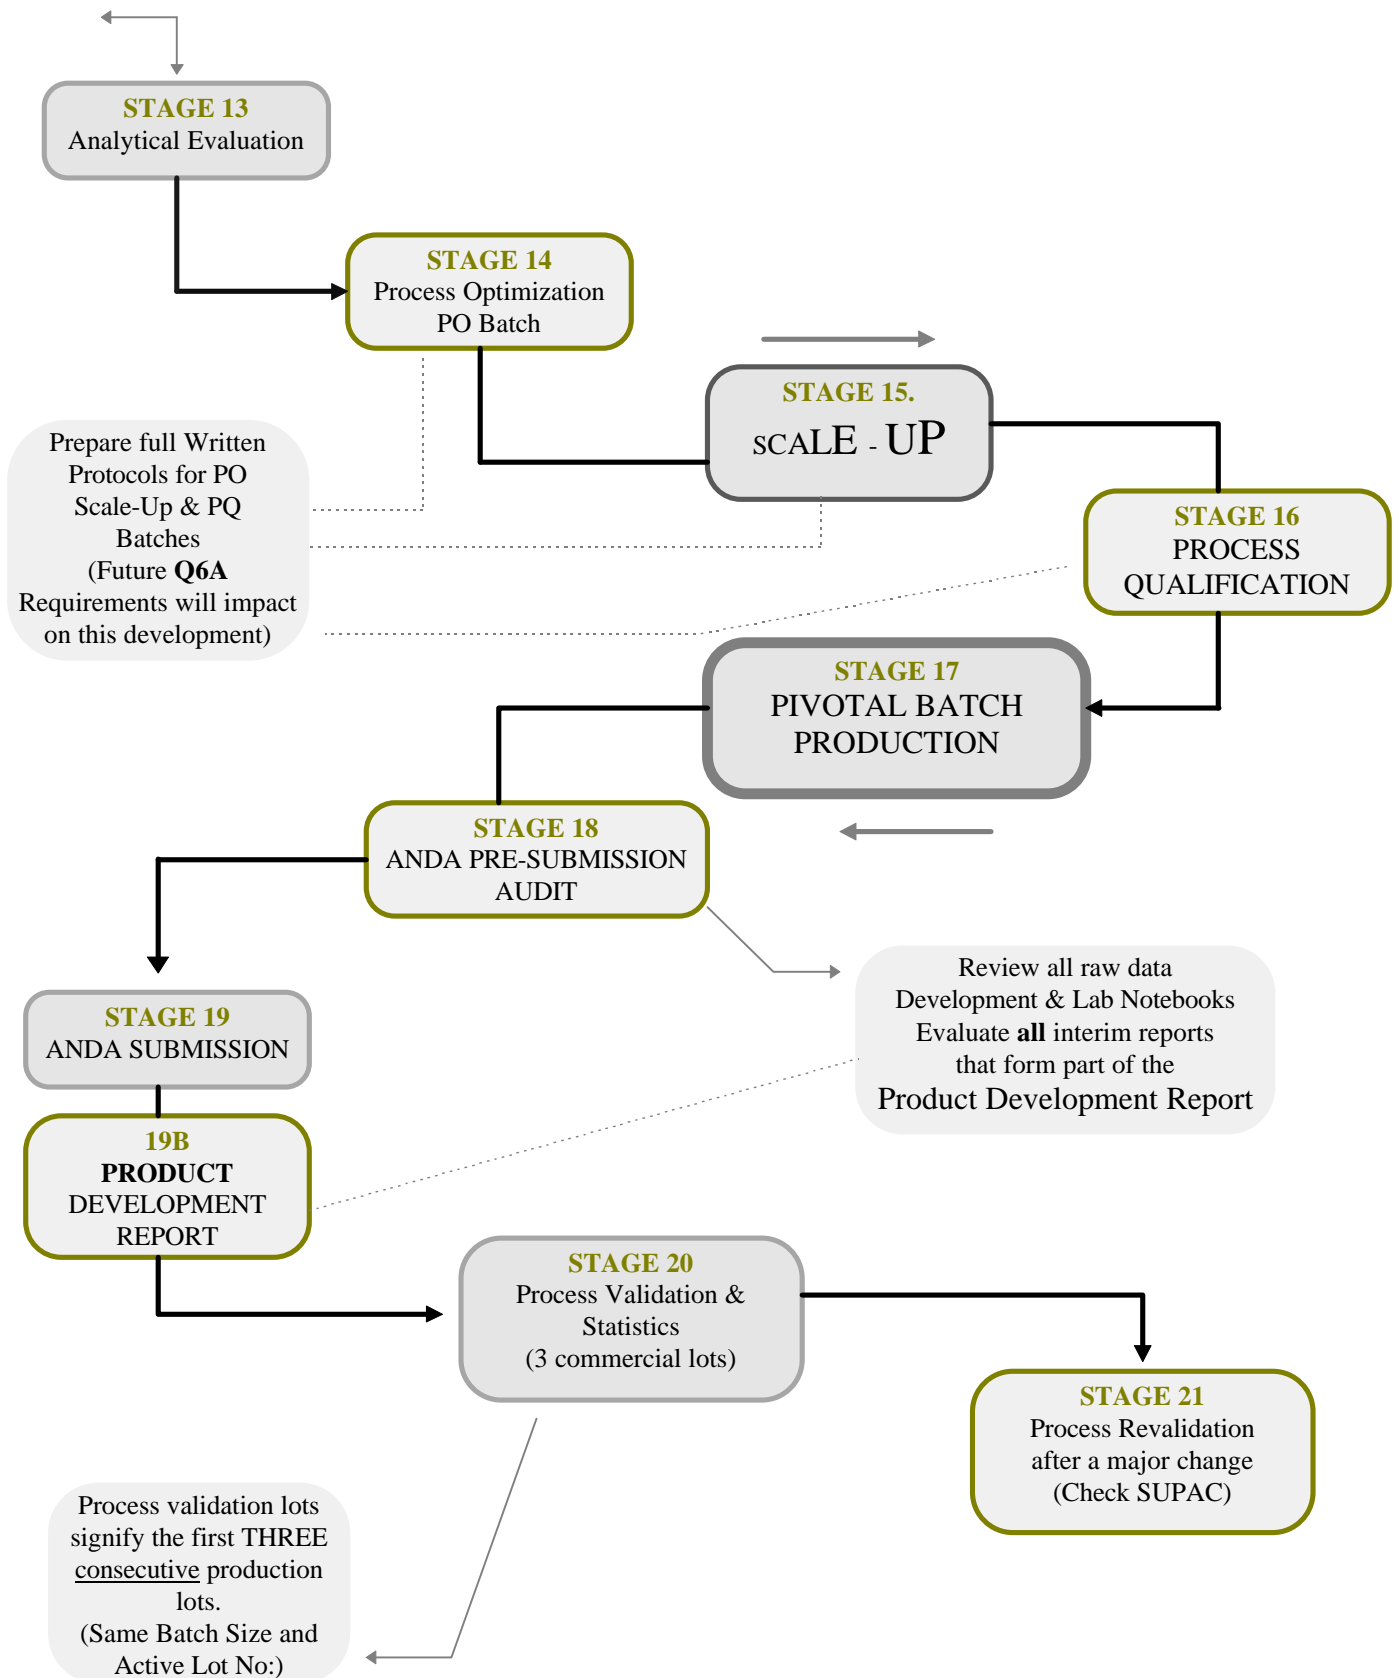 STAGE 13
Analytical Evaluation
STAGE 14
Process Optimization
PO Batch
STAGE 15.
SCALE - UP
Prepare full Written
Protocols for PO
Scale-Up & PQ
Batches
(Future Q6A
Requirements will impact
on this development)
STAGE 16
PROCESS
QUALIFICATION
STAGE 17
PIVOTAL BATCH
PRODUCTION
STAGE 18
ANDA PRE-SUBMISSION
AUDIT
Review all raw data
Development & Lab Notebooks
Evaluate all interim reports
that form part of the
Product Development Report
STAGE 19
ANDA SUBMISSION
19B
PRODUCT
DEVELOPMENT
REPORT
STAGE 20
Process Validation &
Statistics
(3 commercial lots)
STAGE 21
Process Revalidation
after a major change
(Check SUPAC)
Process validation lots
signify the first THREE
consecutive production
lots.
(Same Batch Size and
Active Lot No:)